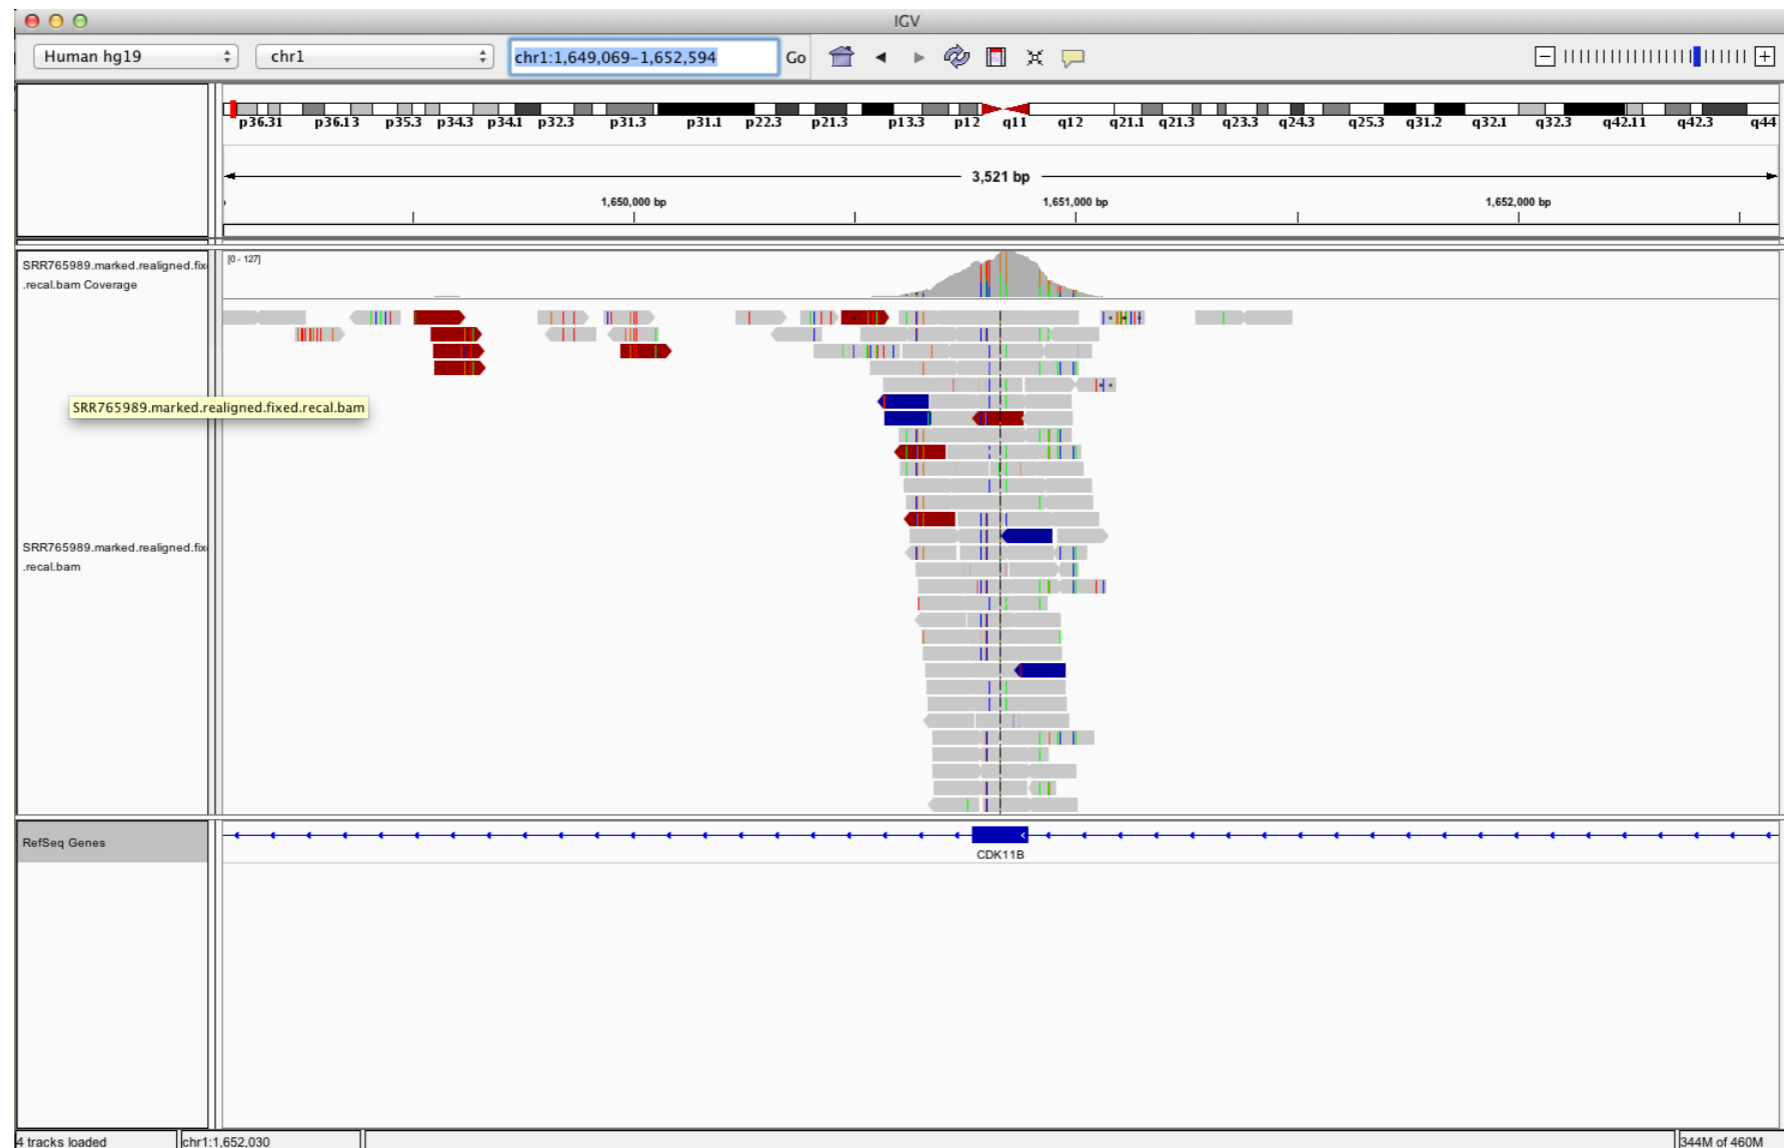 IGV
Human hg19 chr1 chr1:1,649,069-1,652,594 Go
p36.31 p36.13 p35.3 p34.3 p34.1 p32.3 p31.3 p31.1 p22.3 p21.3 p13.3 p12 q11 q12 q21.1 q21.3 q23.3 q24.3 q25.3 q31.2 q32.1 q32.3 q42.11 q42.3 q44
3,521 bp
1,650,000 bp 1,651,000 bp 1,652,000 bp
SRR765989.marked.realigned.fix [0 - 127]
.recal.bam Coverage
SRR765989.marked.realigned.fixed.recal.bam
SRR765989.marked.realigned.fix
.recal.bam
RefSeq Genes
CDK11B
4 tracks loaded chr1:1,652,030 344M of 460M